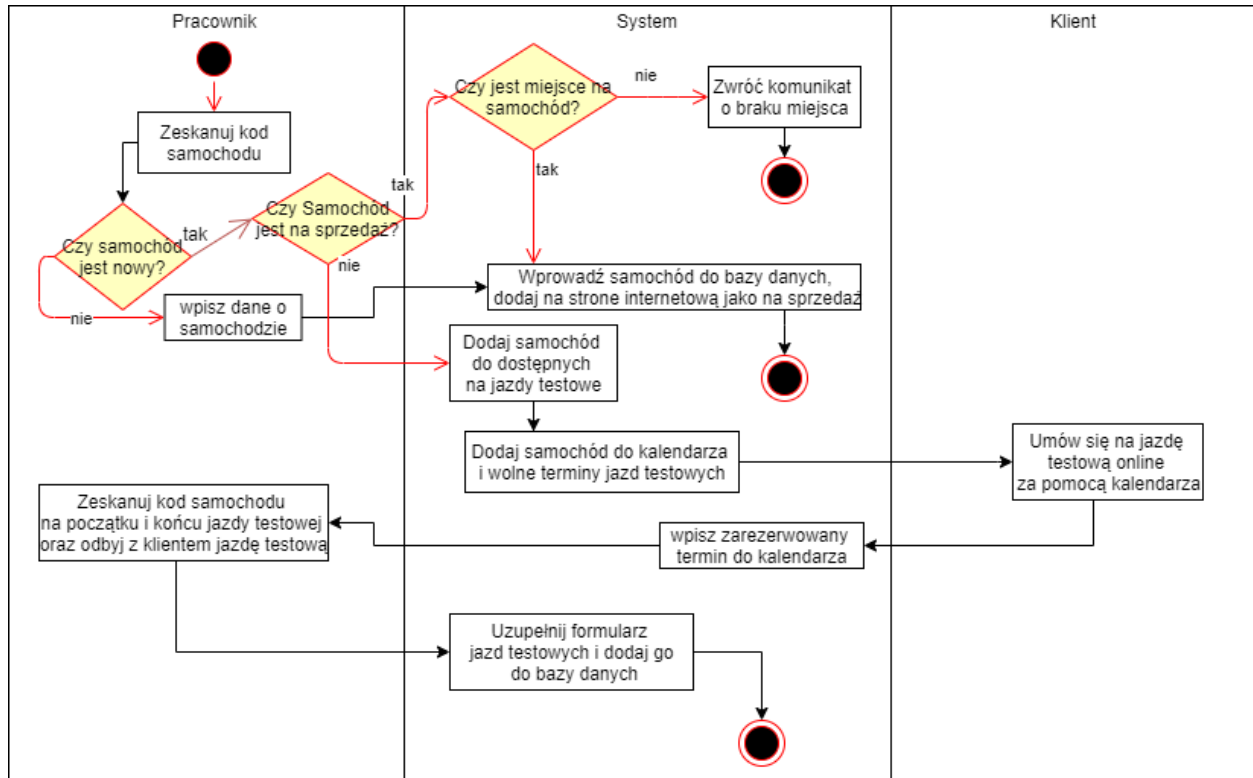 Pracownik
System
Klient
Zeskanuj kod
samochodu
Czy samochód
jest nowy?
tak
nie
wpisz dane o
samochodzie
Czy Samochód
jest na sprzedaż?
tak
nie
Czy jest miejsce na
samochód?
nie
tak
Zwróć komunikat
o braku miejsca
Wprowadź samochód do bazy danych,
dodaj na strone internetową jako na sprzedaż
Dodaj samochód
do dostępnych
na jazdy testowe
Dodaj samochód do kalendarza
i wolne terminy jazd testowych
Umów się na jazdę
testową online
za pomocą kalendarza
wpisz zarezerwowany
termin do kalendarza
Zeskanuj kod samochodu
na początku i końcu jazdy testowej
oraz odbyj z klientem jazdę testową
Uzupełnij formularz
jazd testowych i dodaj go
do bazy danych